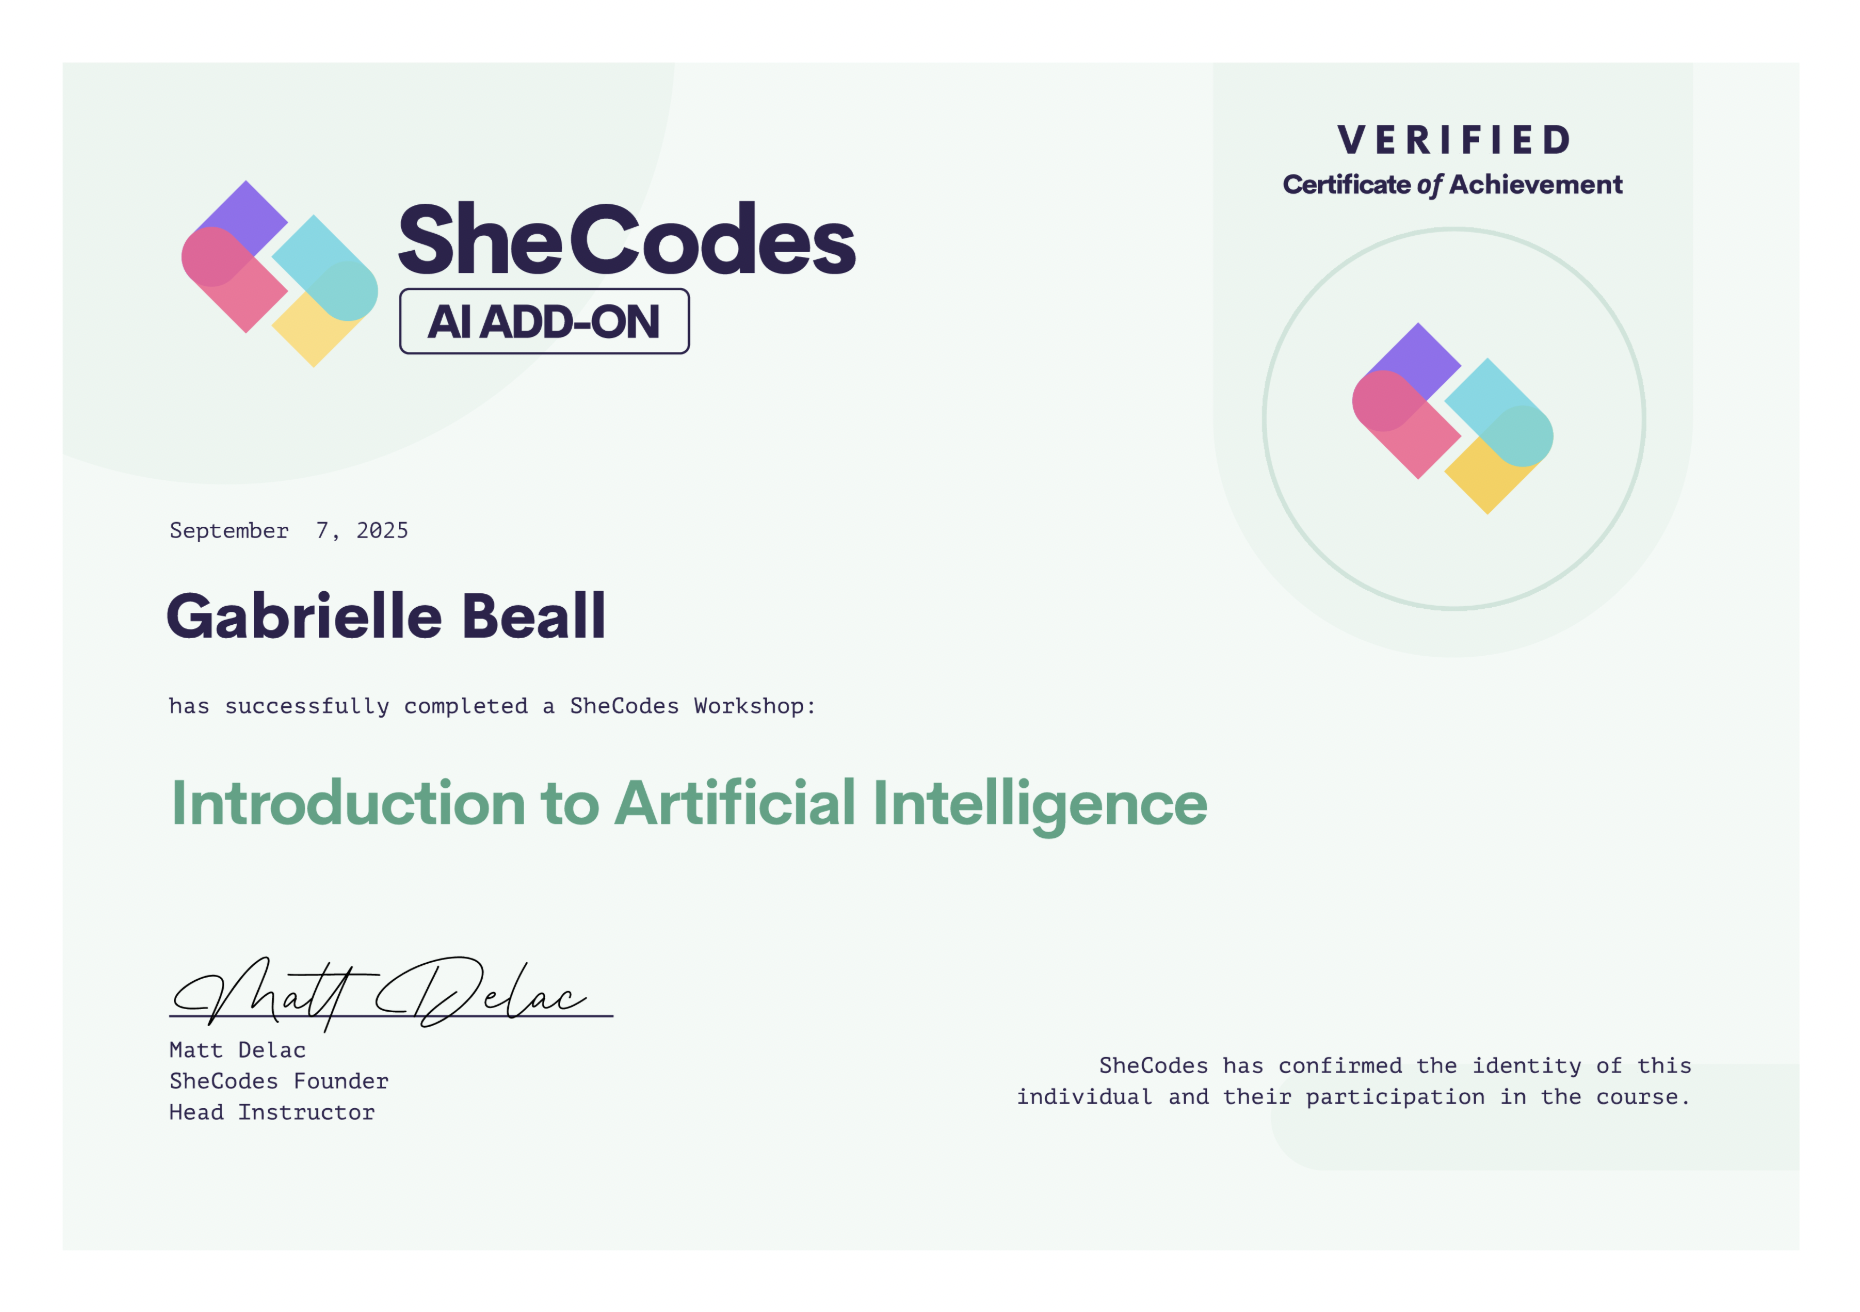 VERIFIED
Certificate of Achievement
SheCodes
AI ADD-ON
September  7, 2025
Gabrielle Beall
has successfully completed a SheCodes Workshop:
Introduction to Artificial Intelligence
Matt Delac
Matt Delac
SheCodes Founder
Head Instructor
SheCodes has confirmed the identity of this
individual and their participation in the course.